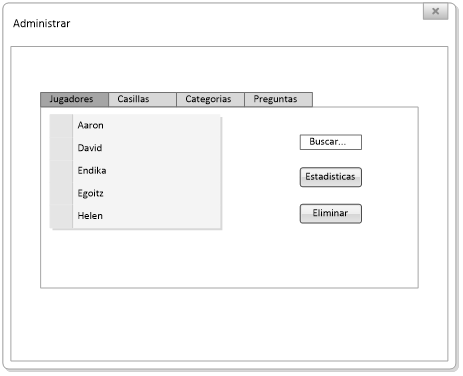 Administrar
Jugadores Casillas Categorias Preguntas
Aaron
David
Endika
Egoitz
Helen
Buscar...
Estadisticas
Eliminar